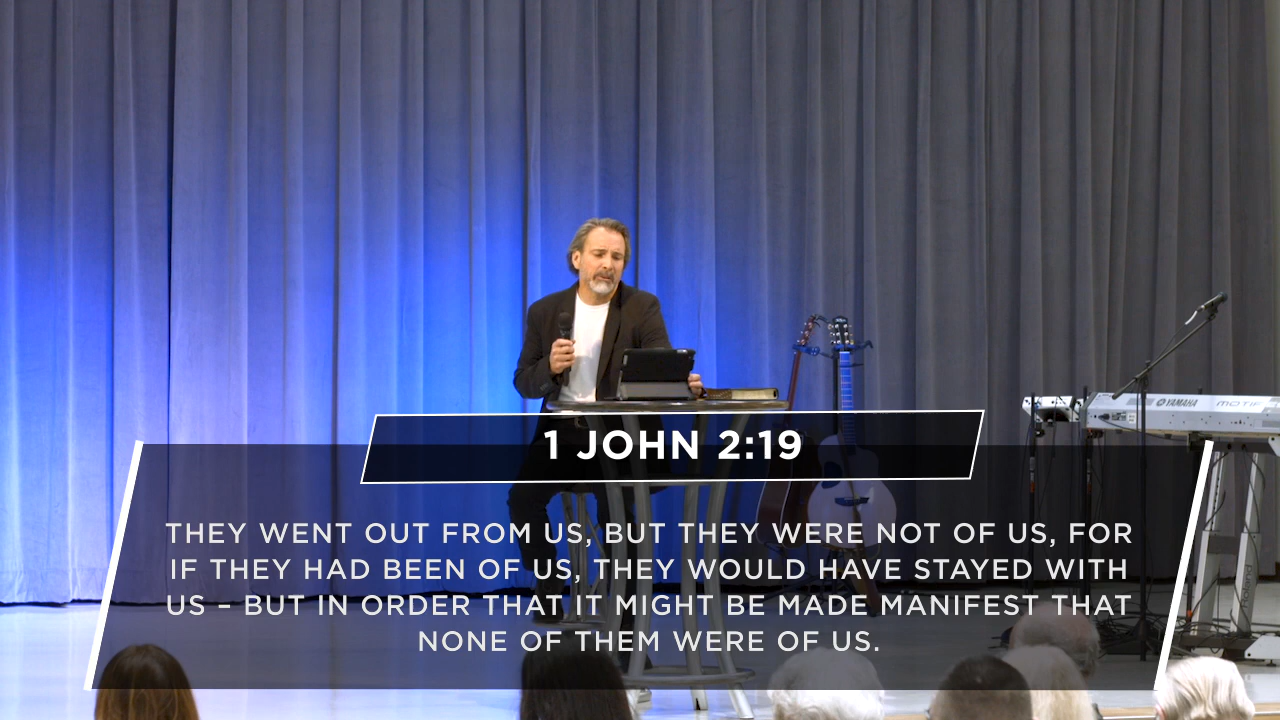 1 JOHN 2:19
THEY WENT OUT FROM US, BUT THEY WERE NOT OF US, FOR
IF THEY HAD BEEN OF US, THEY WOULD HAVE STAYED WITH
US – BUT IN ORDER THAT IT MIGHT BE MADE MANIFEST THAT
NONE OF THEM WERE OF US.
YAMAHA MOTIF